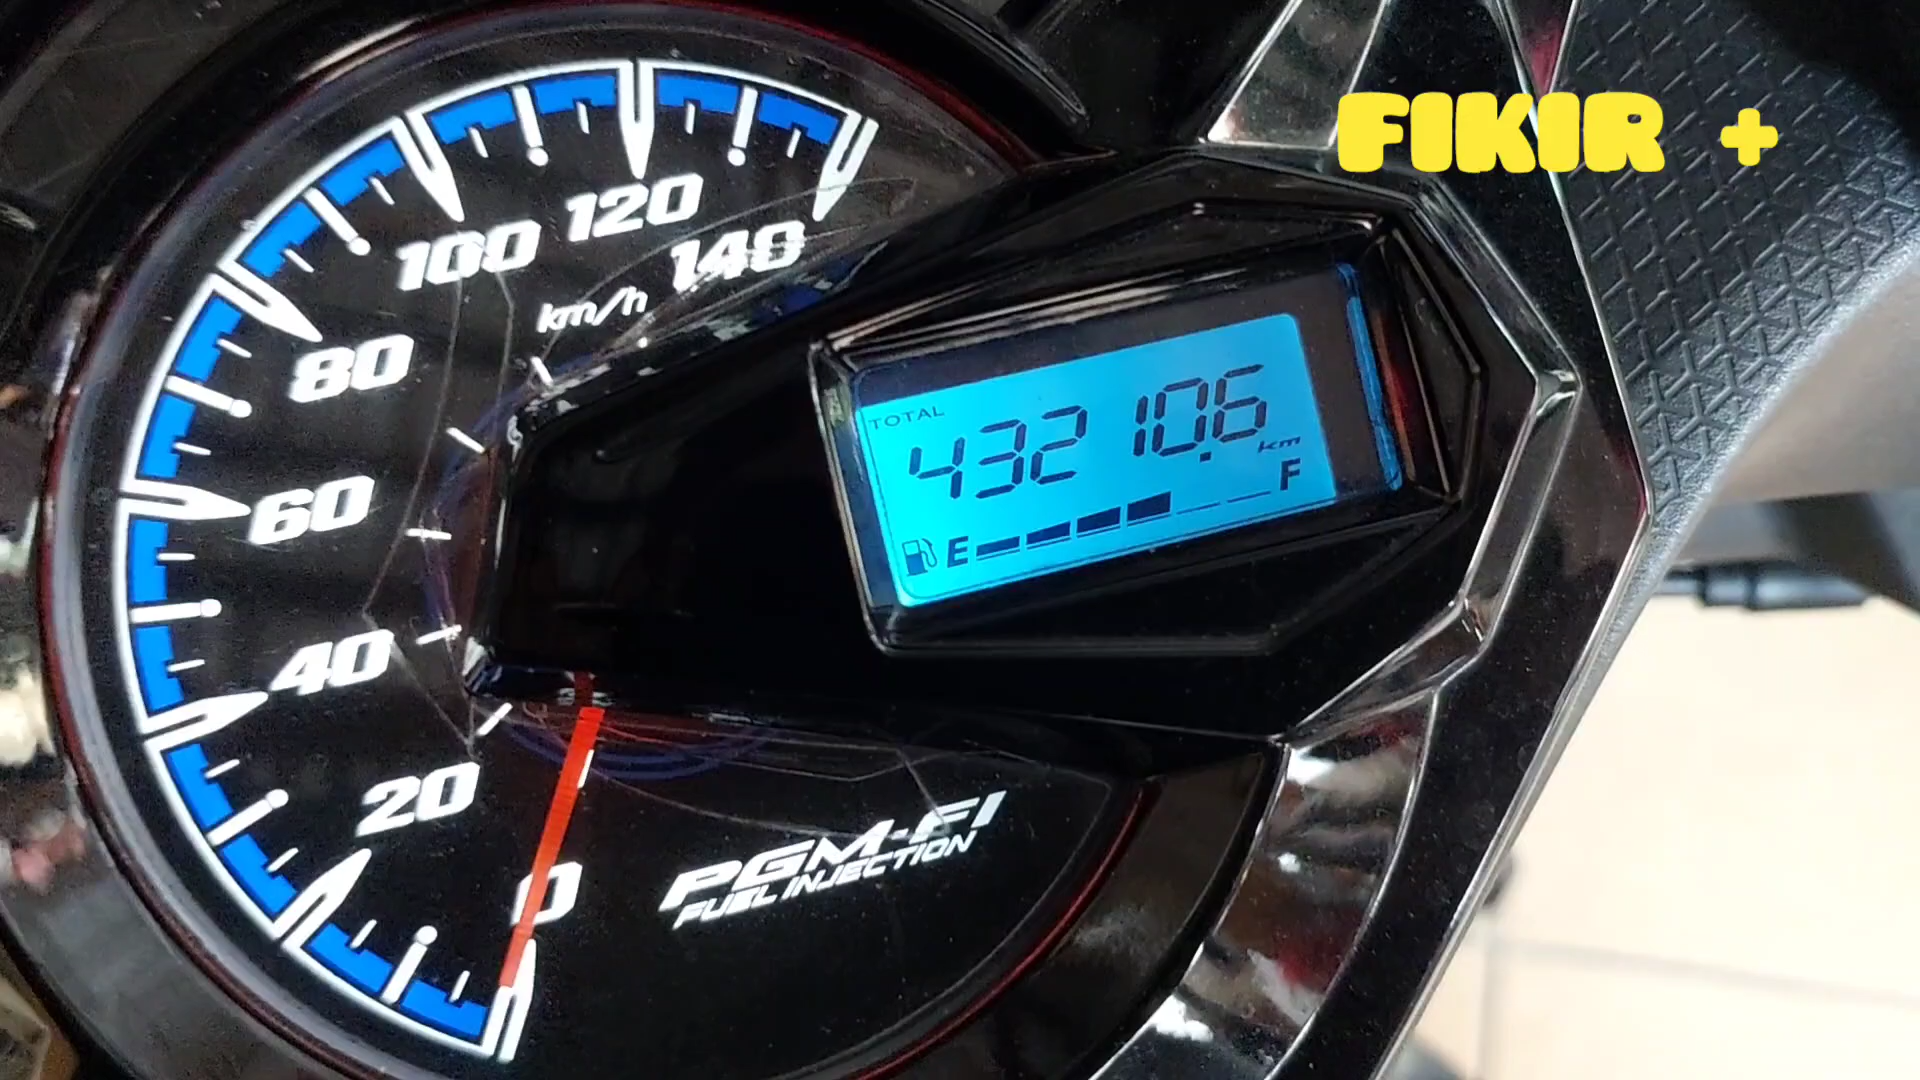 FIKIR +
120
100
140
km/h
80
TOTAL
43210.6
km
60
E
F
40
20
0
PGM-FI
FUEL INJECTION